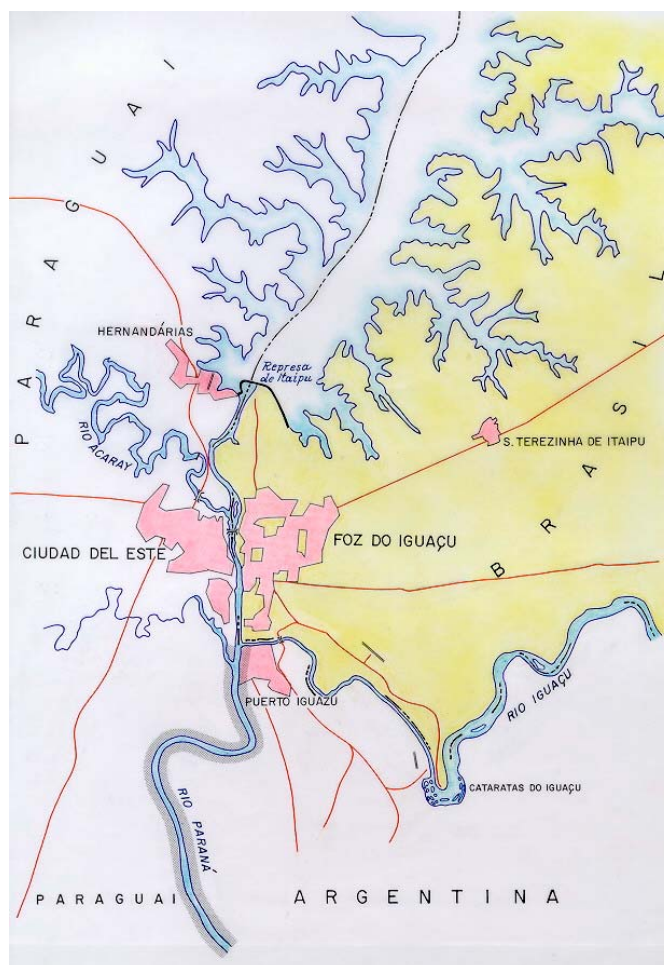 PARAGUAI
HERNANDÁRIAS
Represa
de Itaipu
RIO ACARAY
S. TEREZINHA DE ITAIPU
BRASIL
CIUDAD DEL ESTE
FOZ DO IGUAÇU
PUERTO IGUAZÚ
RIO IGUAÇU
CATARATAS DO IGUAÇU
RIO PARANÁ
PARAGUAI
ARGENTINA